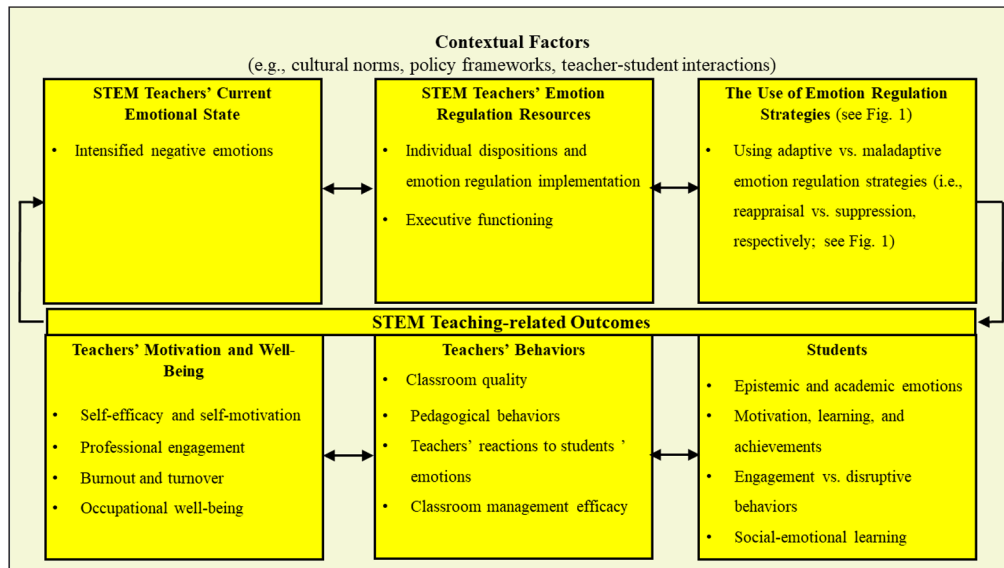 Contextual Factors
(e.g., cultural norms, policy frameworks, teacher-student interactions)
STEM Teachers’ Current
Emotional State
• Intensified negative emotions
STEM Teachers’ Emotion
Regulation Resources
• Individual dispositions and
emotion regulation implementation
• Executive functioning
The Use of Emotion Regulation
Strategies (see Fig. 1)
• Using adaptive vs. maladaptive
emotion regulation strategies (i.e.,
reappraisal vs. suppression,
respectively; see Fig. 1)
STEM Teaching-related Outcomes
Teachers’ Motivation and Well-
Being
• Self-efficacy and self-motivation
• Professional engagement
• Burnout and turnover
• Occupational well-being
Teachers’ Behaviors
• Classroom quality
• Pedagogical behaviors
• Teachers’ reactions to students ’
emotions
• Classroom management efficacy
Students
• Epistemic and academic emotions
• Motivation, learning, and
achievements
• Engagement vs. disruptive
behaviors
• Social-emotional learning